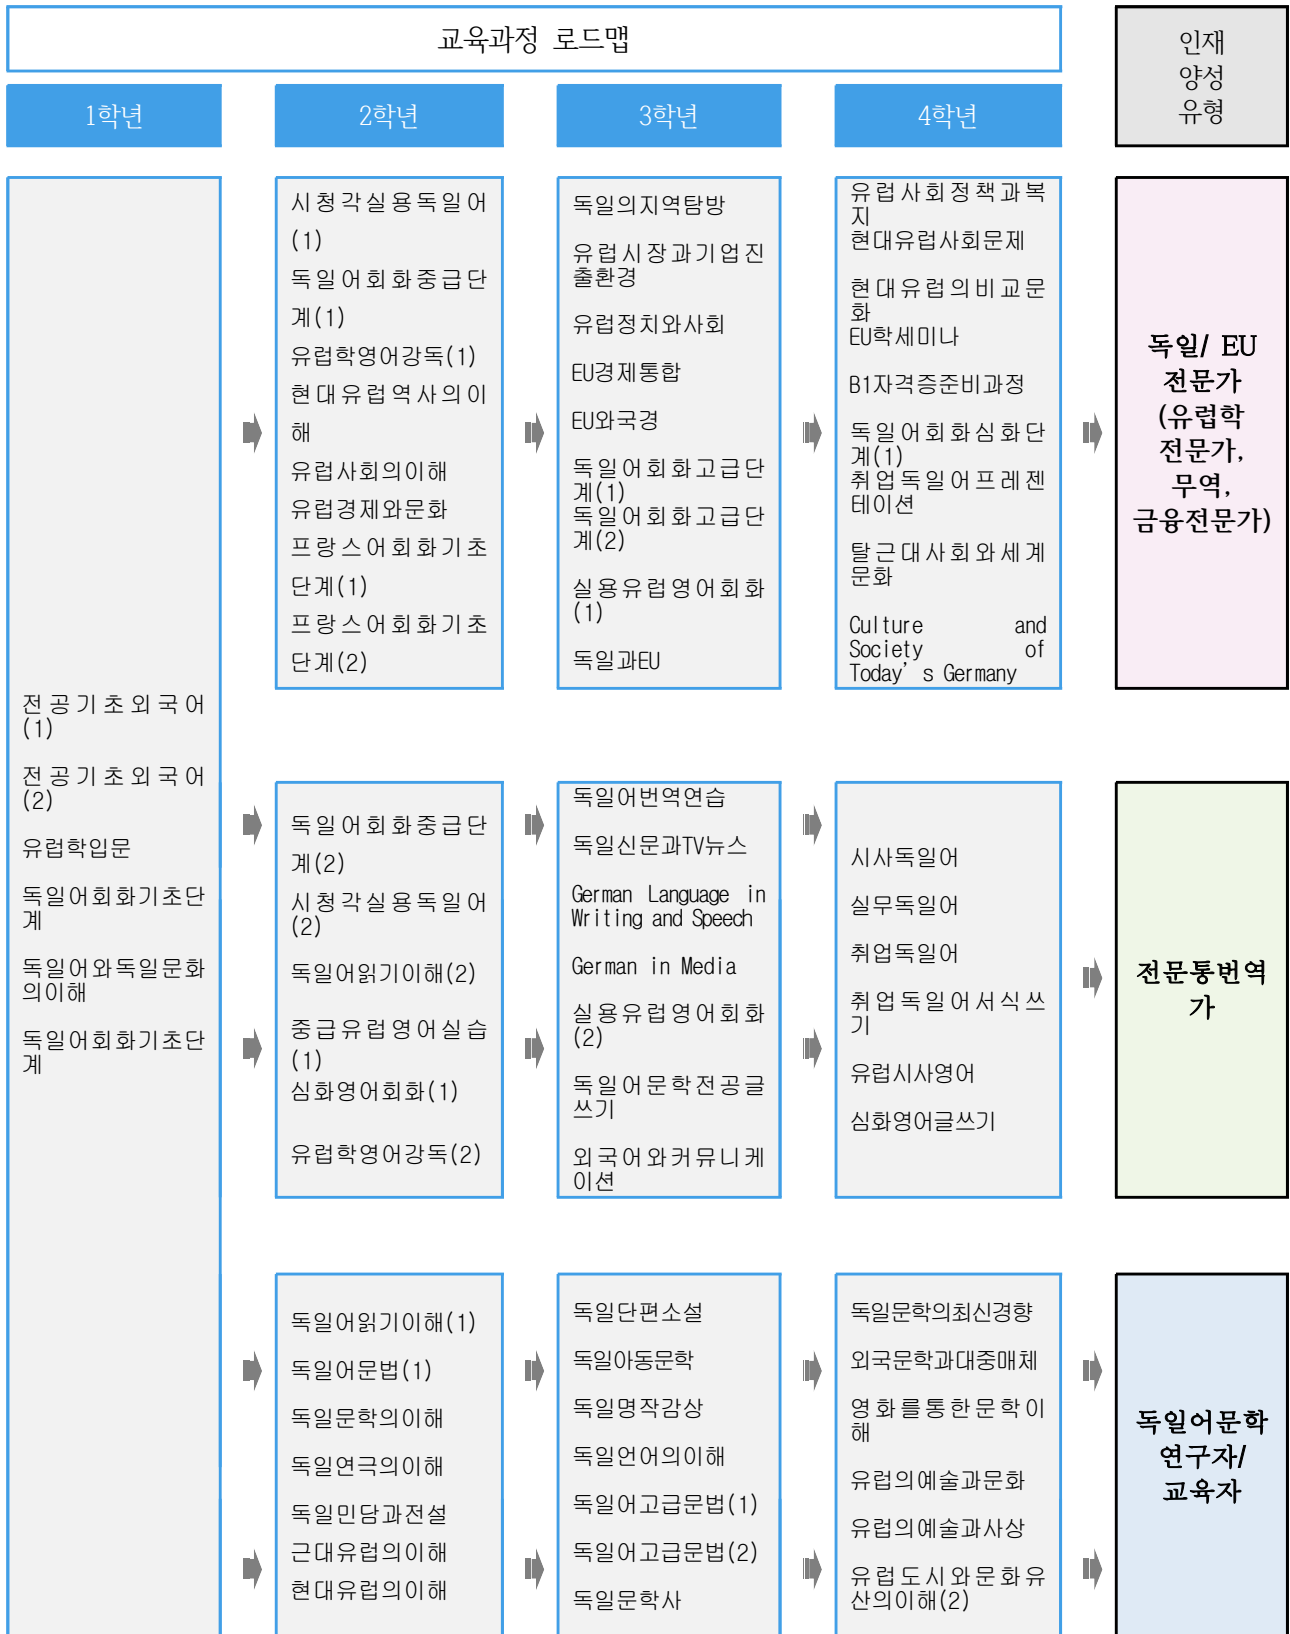 교육과정 로드맵
인재
양성
유형
1학년
2학년
3학년
4학년
전공기초외국어
(1)
전공기초외국어
(2)
유럽학입문
독일어회화기초단
계
독일어와독일문화
의이해
독일어회화기초단
계
시청각실용독일어
(1)
독일어회화중급단
계(1)
유럽학영어강독(1)
현대유럽역사의이
해
유럽사회의이해
유럽경제와문화
프랑스어회화기초
단계(1)
프랑스어회화기초
단계(2)
독일의지역탐방
유럽시장과기업진
출환경
유럽정치와사회
EU경제통합
EU와국경
독일어회화고급단
계(1)
독일어회화고급단
계(2)
실용유럽영어회화
(1)
독일과EU
유럽사회정책과복
지
현대유럽사회문제
현대유럽의비교문
화
EU학세미나
B1자격증준비과정
독일어회화심화단
계(1)
취업독일어프레젠
테이션
탈근대사회와세계
문화
Culture and
Society of
Today’s Germany
독일/ EU
전문가
(유럽학
전문가,
무역,
금융전문가)
독일어회화중급단
계(2)
시청각실용독일어
(2)
독일어읽기이해(2)
중급유럽영어실습
(1)
심화영어회화(1)
유럽학영어강독(2)
독일어번역연습
독일신문과TV뉴스
German Language in
Writing and Speech
German in Media
실용유럽영어회화
(2)
독일어문학전공글
쓰기
외국어와커뮤니케
이션
시사독일어
실무독일어
취업독일어
취업독일어서식쓰
기
유럽시사영어
심화영어글쓰기
전문통번역
가
독일어읽기이해(1)
독일어문법(1)
독일문학의이해
독일연극의이해
독일민담과전설
근대유럽의이해
현대유럽의이해
독일단편소설
독일아동문학
독일명작감상
독일언어의이해
독일어고급문법(1)
독일어고급문법(2)
독일문학사
독일문학의최신경향
외국문학과대중매체
영화를통한문학이
해
유럽의예술과문화
유럽의예술과사상
유럽도시와문화유
산의이해(2)
독일어문학
연구자/
교육자